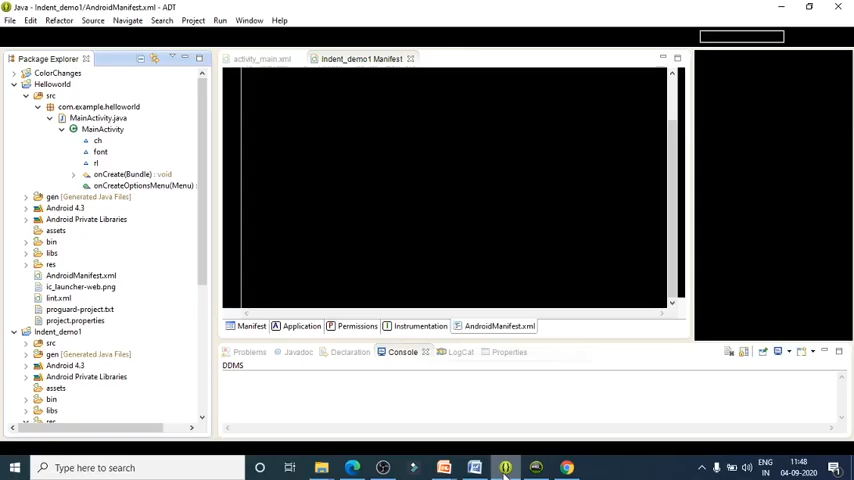 Java - Indent_demo1/AndroidManifest.xml - ADT
File Edit Refactor Source Navigate Search Project Run Window Help
Package Explorer
ColorChanges
Helloworld
src
com.example.helloworld
MainActivity.java
MainActivity
ch
font
rl
onCreate(Bundle) : void
onCreateOptionsMenu(Menu) :
gen [Generated Java Files]
Android 4.3
Android Private Libraries
assets
bin
libs
res
AndroidManifest.xml
ic_launcher-web.png
lint.xml
proguard-project.txt
project.properties
Indent_demo1
src
gen [Generated Java Files]
Android 4.3
Android Private Libraries
assets
bin
libs
res
activity_main.xml
Indent_demo1 Manifest
Manifest Application Permissions Instrumentation AndroidManifest.xml
Problems Javadoc Declaration Console LogCat Properties
DDMS
Type here to search
ENG
IN
11:48
04-09-2020